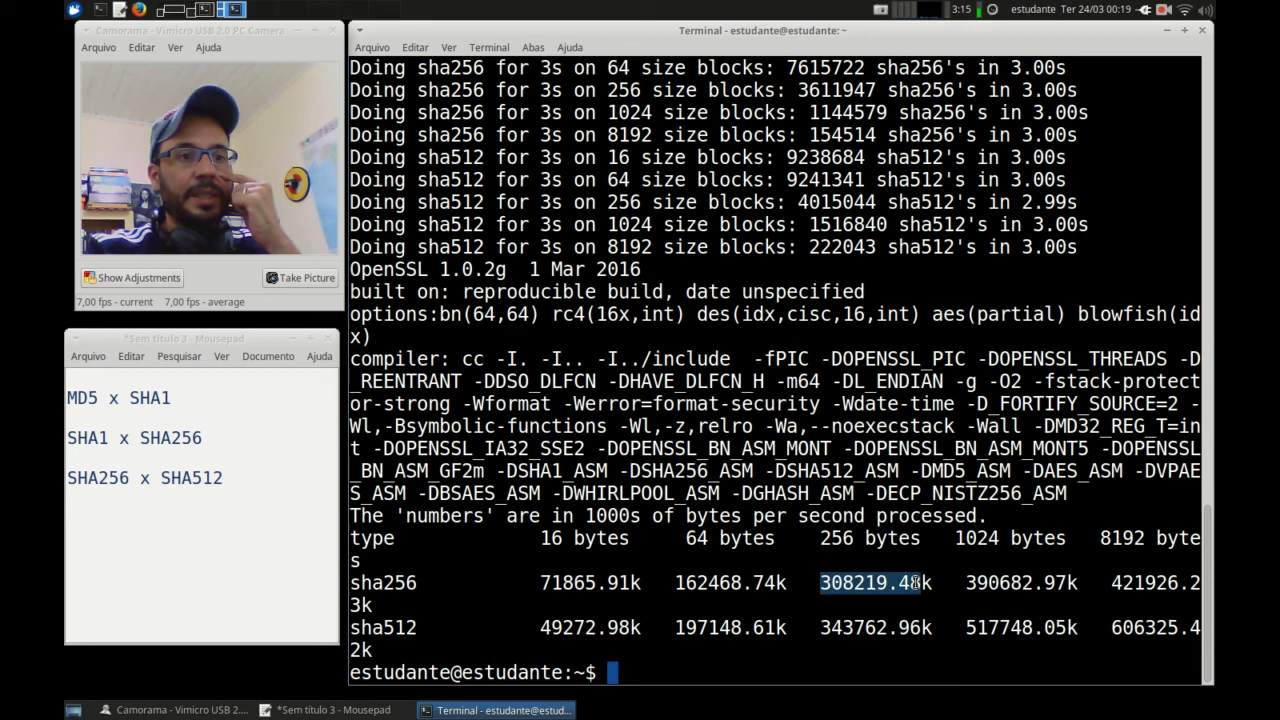 3:15
estudante
Ter 24/03 00:19
Camorama - Vimicro USB 2.0 PC Camera
Arquivo Editar Ver Ajuda
Show Adjustments
Take Picture
7,00 fps - current 7,00 fps - average
*Sem título 3 - Mousepad
Arquivo Editar Pesquisar Ver Documento Ajuda
MD5 x SHA1
SHA1 x SHA256
SHA256 x SHA512
Terminal - estudante@estudante: ~
Arquivo Editar Ver Terminal Abas Ajuda
Doing sha256 for 3s on 64 size blocks: 7615722 sha256's in 3.00s
Doing sha256 for 3s on 256 size blocks: 3611947 sha256's in 3.00s
Doing sha256 for 3s on 1024 size blocks: 1144579 sha256's in 3.00s
Doing sha256 for 3s on 8192 size blocks: 154514 sha256's in 3.00s
Doing sha512 for 3s on 16 size blocks: 9238684 sha512's in 3.00s
Doing sha512 for 3s on 64 size blocks: 9241341 sha512's in 3.00s
Doing sha512 for 3s on 256 size blocks: 4015044 sha512's in 2.99s
Doing sha512 for 3s on 1024 size blocks: 1516840 sha512's in 3.00s
Doing sha512 for 3s on 8192 size blocks: 222043 sha512's in 3.00s
OpenSSL 1.0.2g  1 Mar 2016
built on: reproducible build, date unspecified
options:bn(64,64) rc4(16x,int) des(idx,cisc,16,int) aes(partial) blowfish(id
x)
compiler: cc -I. -I.. -I../include  -fPIC -DOPENSSL_PIC -DOPENSSL_THREADS -D
_REENTRANT -DDSO_DLFCN -DHAVE_DLFCN_H -m64 -DL_ENDIAN -g -O2 -fstack-protect
or-strong -Wformat -Werror=format-security -Wdate-time -D_FORTIFY_SOURCE=2 -
Wl,-Bsymbolic-functions -Wl,-z,relro -Wa,--noexecstack -Wall -DMD32_REG_T=in
t -DOPENSSL_IA32_SSE2 -DOPENSSL_BN_ASM_MONT -DOPENSSL_BN_ASM_MONT5 -DOPENSSL
_BN_ASM_GF2m -DSHA1_ASM -DSHA256_ASM -DSHA512_ASM -DMD5_ASM -DAES_ASM -DVPAE
S_ASM -DBSAES_ASM -DWHIRLPOOL_ASM -DGHASH_ASM -DECP_NISTZ256_ASM
The 'numbers' are in 1000s of bytes per second processed.
type 16 bytes 64 bytes 256 bytes 1024 bytes 8192 byte
s
sha256 71865.91k 162468.74k 308219.48k 390682.97k 421926.2
3k
sha512 49272.98k 197148.61k 343762.96k 517748.05k 606325.4
2k
estudante@estudante:~$
Camorama - Vimicro USB 2....
*Sem título 3 - Mousepad
Terminal - estudante@estud...